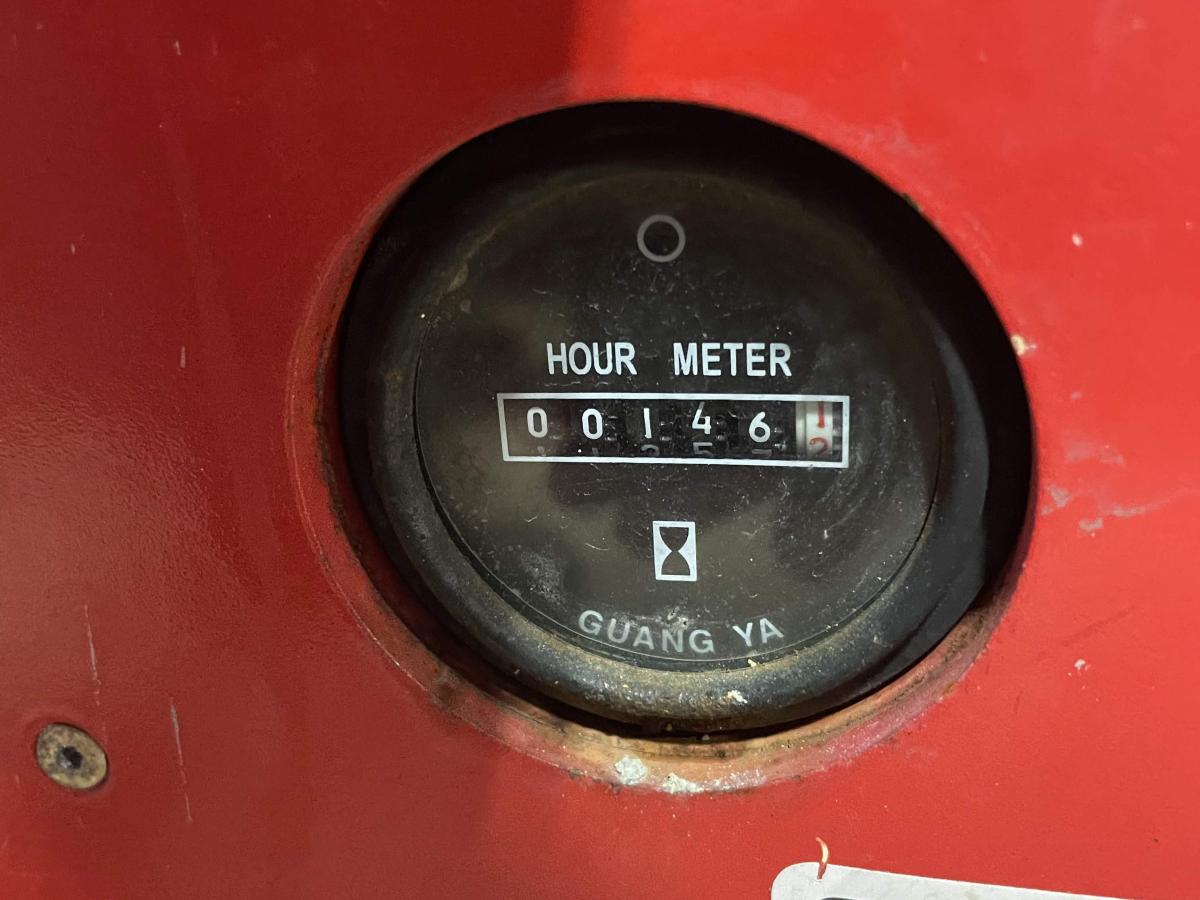 HOUR METER
001461
GUANG YA